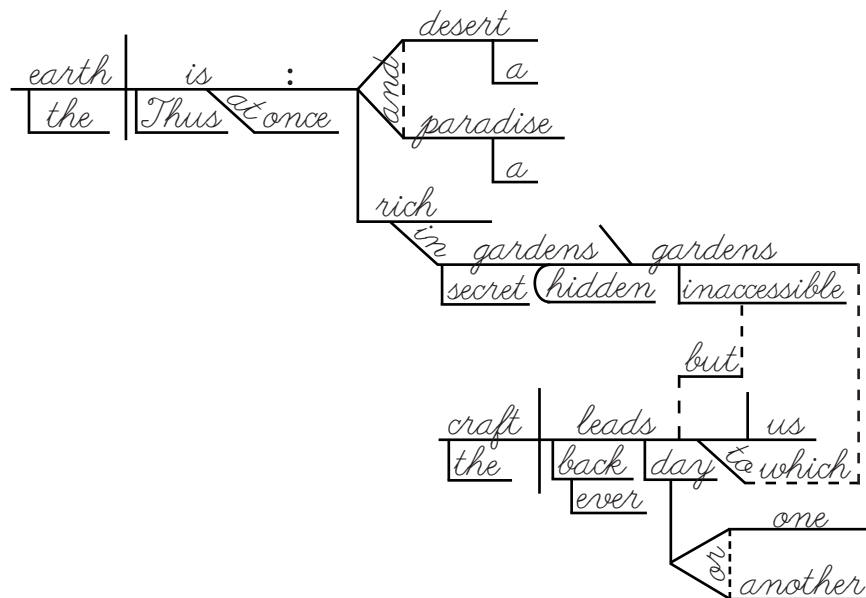 desert
earth is : and a
the Thus at once paradise
a
rich
in gardens gardens
secret hidden inaccessible
but
craft leads us
the back day to which
ever
one
or
another